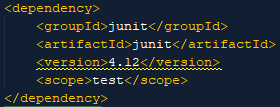 <dependency>
    <groupId>junit</groupId>
    <artifactId>junit</artifactId>
    <version>4.12</version>
    <scope>test</scope>
</dependency>